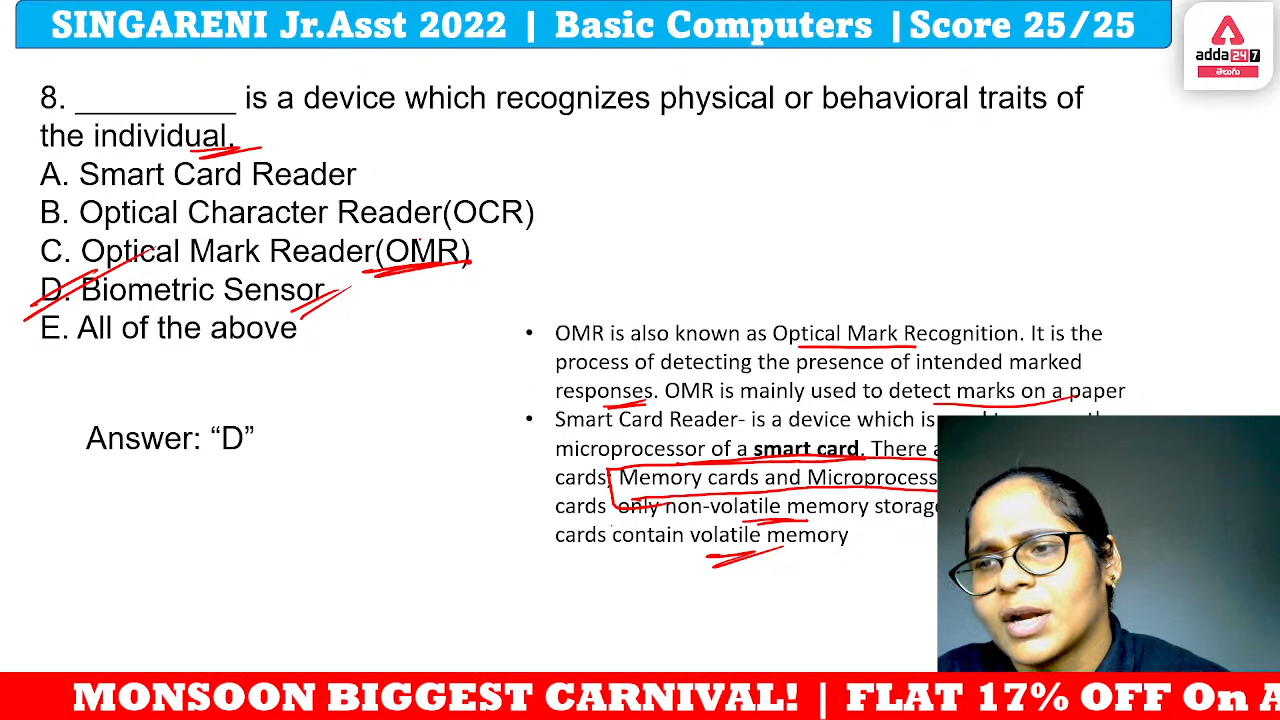 SINGARENI Jr.Asst 2022 | Basic Computers |Score 25/25
adda 24 7
తెలుగు
8. _________ is a device which recognizes physical or behavioral traits of
the individual.
A. Smart Card Reader
B. Optical Character Reader(OCR)
C. Optical Mark Reader(OMR)
D. Biometric Sensor
E. All of the above
Answer: “D”
• OMR is also known as Optical Mark Recognition. It is the
process of detecting the presence of intended marked
responses. OMR is mainly used to detect marks on a paper
• Smart Card Reader- is a device which is
microprocessor of a smart card. There
cards; Memory cards and Microprocess
cards only non-volatile memory storage
cards contain volatile memory
MONSOON BIGGEST CARNIVAL! | FLAT 17% OFF On A